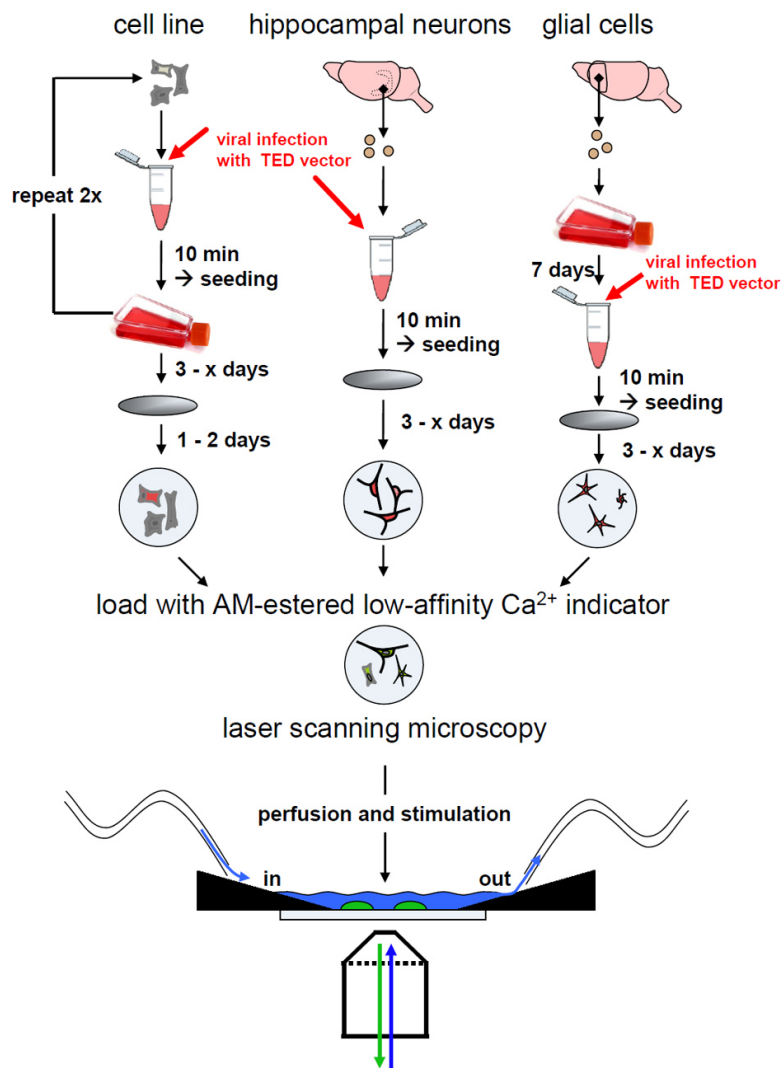 cell line
hippocampal neurons
glial cells
viral infection
with TED vector
repeat 2x
10 min
→ seeding
7 days
viral infection
with TED vector
10 min
→ seeding
3 - x days
10 min
→ seeding
1 - 2 days
3 - x days
3 - x days
load with AM-estered low-affinity Ca²⁺ indicator
laser scanning microscopy
perfusion and stimulation
in
out